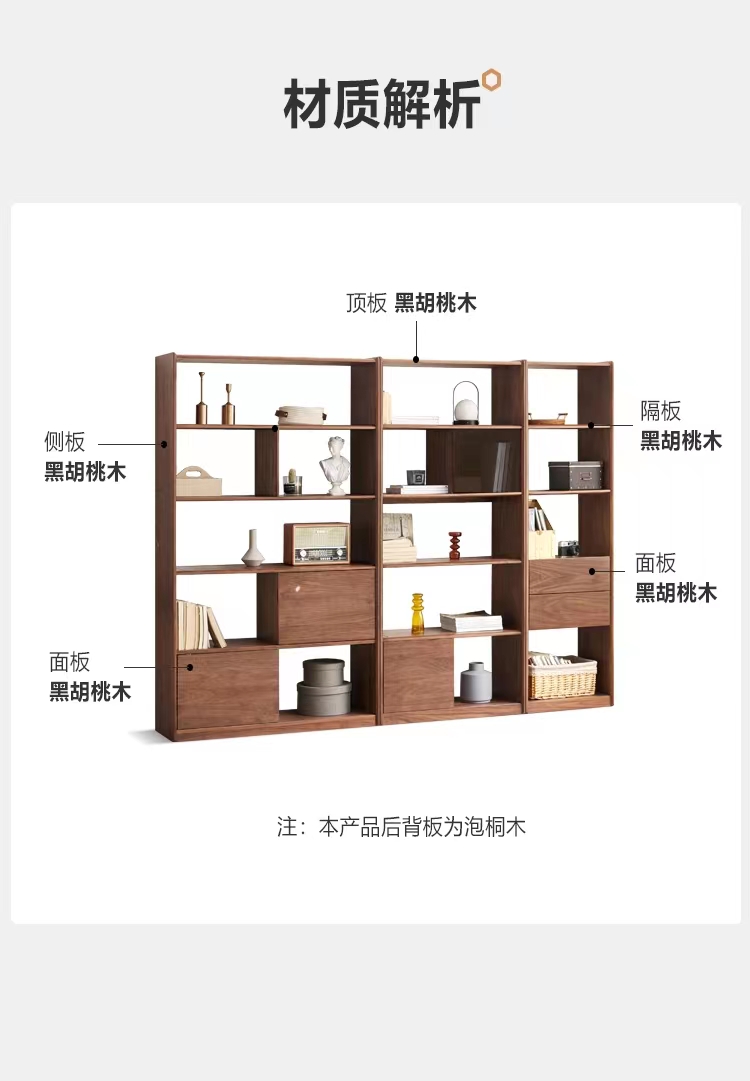 材质解析
顶板 黑胡桃木
隔板
黑胡桃木
侧板
黑胡桃木
面板
黑胡桃木
面板
黑胡桃木
注：本产品后背板为泡桐木